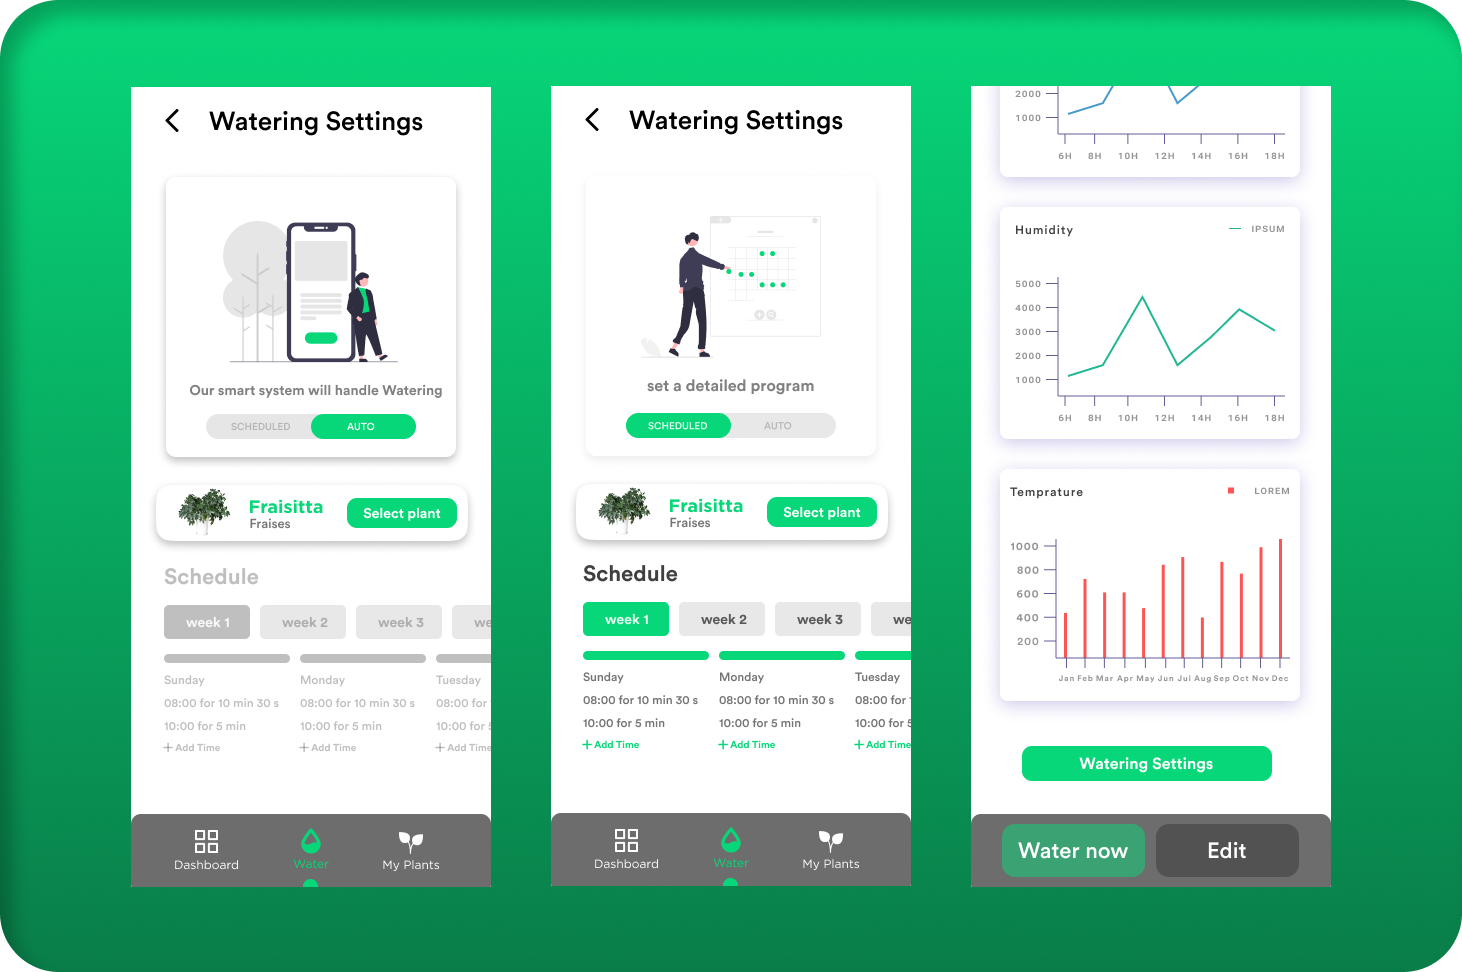 Watering Settings
Our smart system will handle Watering
SCHEDULED AUTO
Fraisitta
Fraises
Select plant
Schedule
week 1 week 2 week 3 we
Sunday Monday Tuesday
08:00 for 10 min 30 s 08:00 for 10 min 30 s 08:00 fo
10:00 for 5 min 10:00 for 5 min 10:00 for
+ Add Time + Add Time + Add Time
Dashboard Water My Plants
Watering Settings
set a detailed program
SCHEDULED AUTO
Fraisitta
Fraises
Select plant
Schedule
week 1 week 2 week 3 we
Sunday Monday Tuesday
08:00 for 10 min 30 s 08:00 for 10 min 30 s 08:00 for
10:00 for 5 min 10:00 for 5 min 10:00 for 5
+ Add Time + Add Time + Add Time
Dashboard Water My Plants
2000
1000
6H 8H 10H 12H 14H 16H 18H
Humidity IPSUM
5000
4000
3000
2000
1000
6H 8H 10H 12H 14H 16H 18H
Temprature LOREM
1000
800
600
400
200
Jan Feb Mar Apr May Jun Jul Aug Sep Oct Nov Dec
Watering Settings
Water now Edit